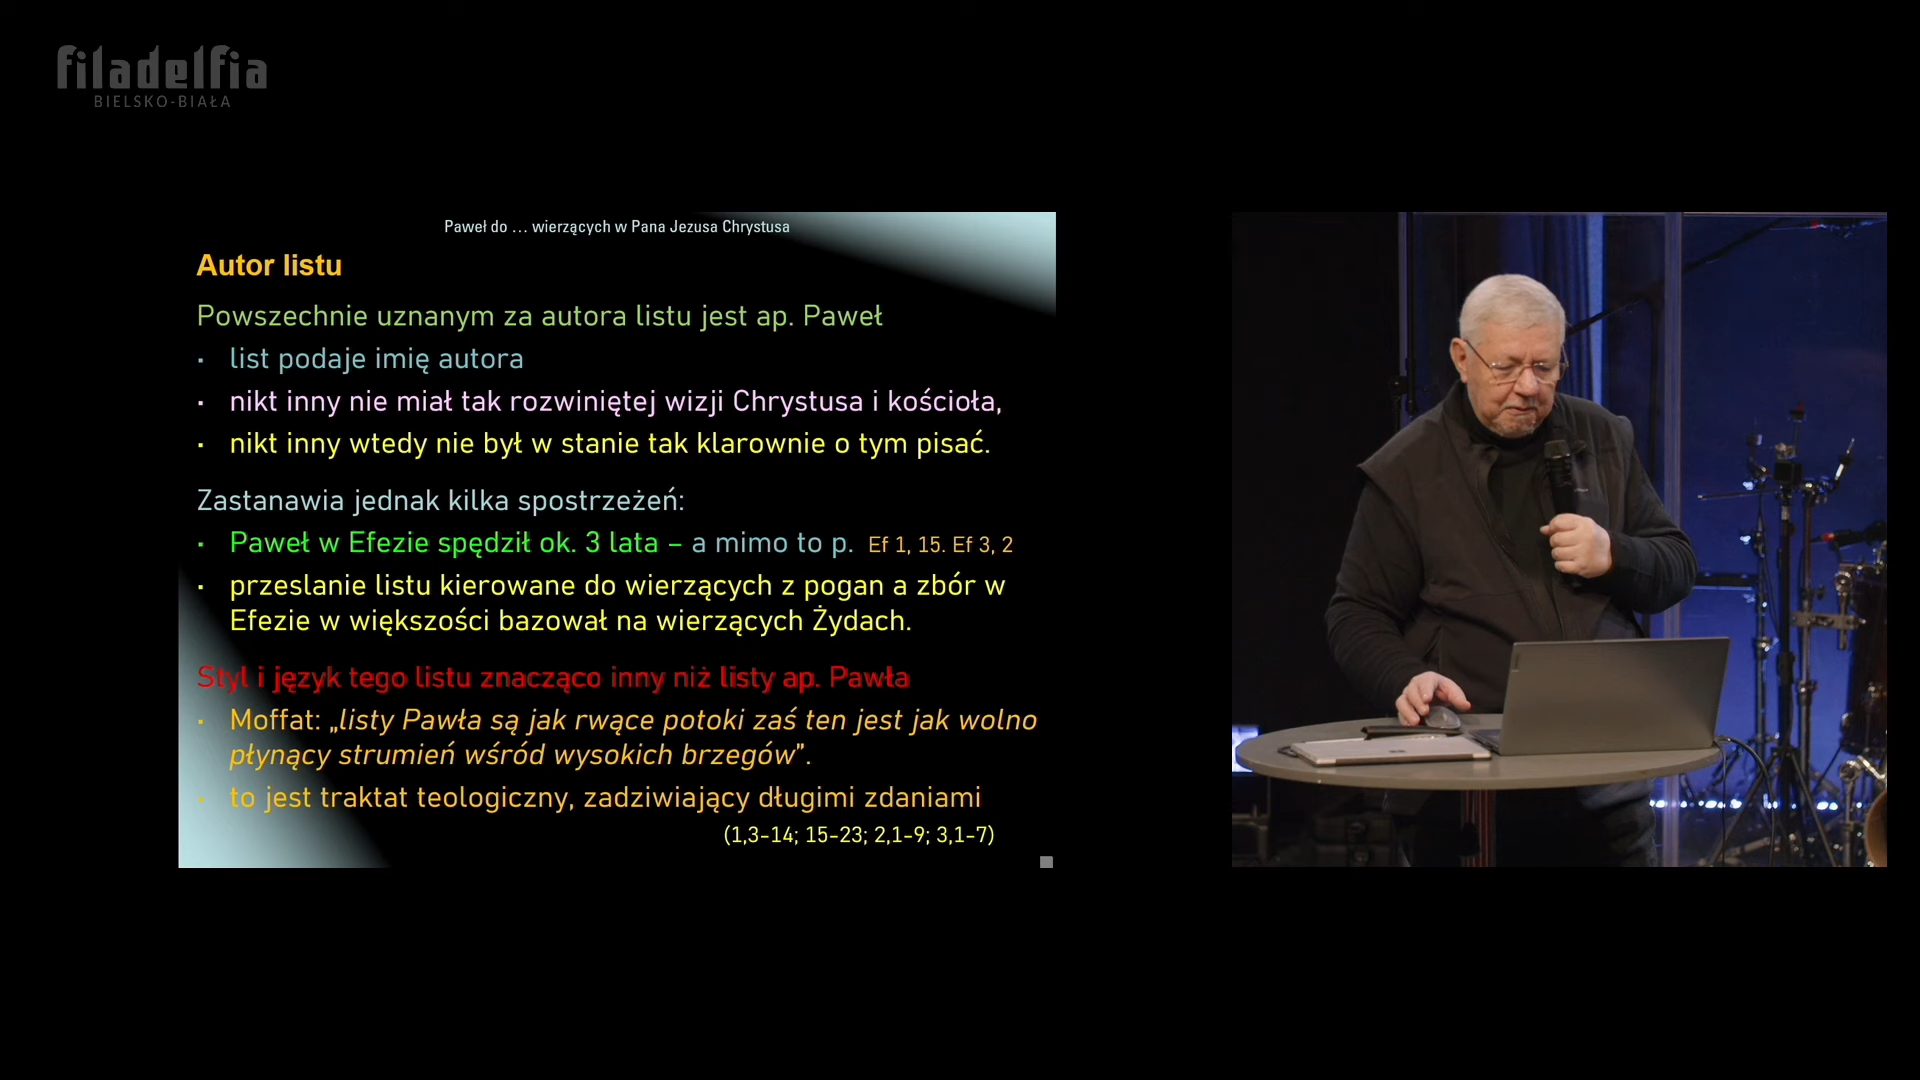 filadelfia
BIELSKO-BIAŁA
Paweł do … wierzących w Pana Jezusa Chrystusa
Autor listu
Powszechnie uznanym za autora listu jest ap. Paweł
· list podaje imię autora
· nikt inny nie miał tak rozwiniętej wizji Chrystusa i kościoła,
· nikt inny wtedy nie był w stanie tak klarownie o tym pisać.
Zastanawia jednak kilka spostrzeżeń:
· Paweł w Efezie spędził ok. 3 lata – a mimo to p. Ef 1, 15. Ef 3, 2
· przeslanie listu kierowane do wierzących z pogan a zbór w
Efezie w większości bazował na wierzących Żydach.
Styl i język tego listu znacząco inny niż listy ap. Pawła
· Moffat: „listy Pawła są jak rwące potoki zaś ten jest jak wolno
płynący strumień wśród wysokich brzegów”.
· to jest traktat teologiczny, zadziwiający długimi zdaniami
(1,3-14; 15-23; 2,1-9; 3,1-7)